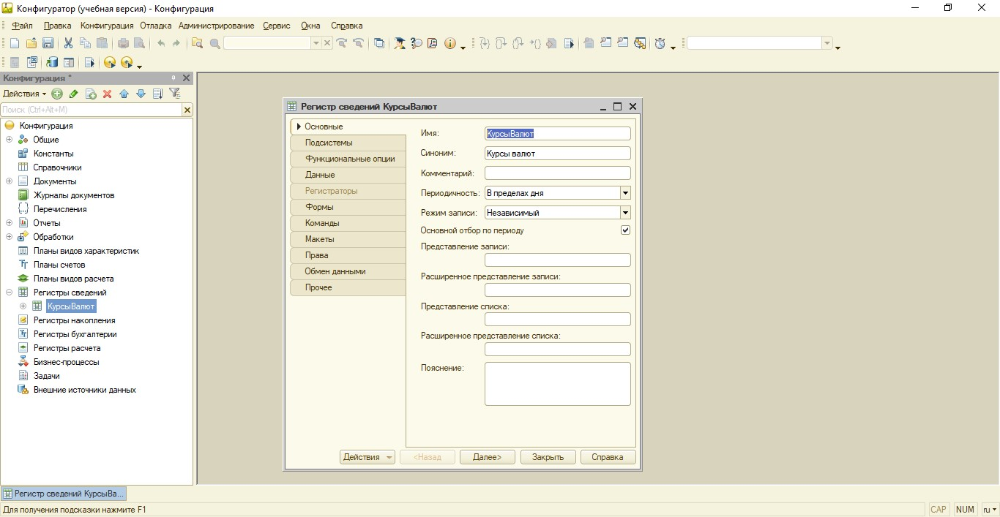 Конфигуратор (учебная версия) - Конфигурация
Файл Правка Конфигурация Отладка Администрирование Сервис Окна Справка
Конфигурация *
Действия
Поиск (Ctrl+Alt+M)
Конфигурация
Общие
Константы
Справочники
Документы
Журналы документов
Перечисления
Отчеты
Обработки
Планы видов характеристик
Планы счетов
Планы видов расчета
Регистры сведений
КурсыВалют
Регистры накопления
Регистры бухгалтерии
Регистры расчета
Бизнес-процессы
Задачи
Внешние источники данных
Регистр сведений КурсыВалют
Основные
Подсистемы
Функциональные опции
Данные
Регистраторы
Формы
Команды
Макеты
Права
Обмен данными
Прочее
Имя: КурсыВалют
Синоним: Курсы валют
Комментарий:
Периодичность: В пределах дня
Режим записи: Независимый
Основной отбор по периоду
Представление записи:
Расширенное представление записи:
Представление списка:
Расширенное представление списка:
Пояснение:
Действия <Назад Далее> Закрыть Справка
Регистр сведений КурсыВа...
Для получения подсказки нажмите F1
CAP NUM ru